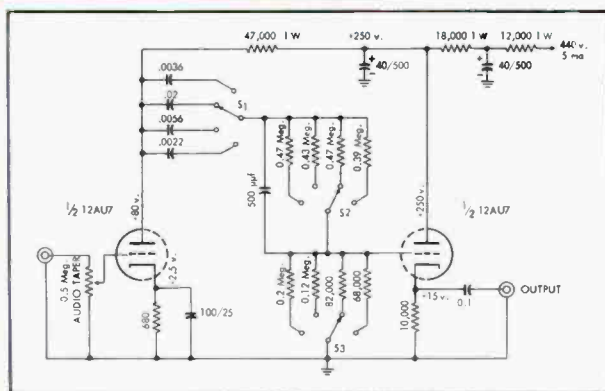 47,000 1 W
+250 v.
18,000 1 W
12,000 1 W
440 v.
5 ma
40/500
40/500
.0036
.02
.0056
.0022
S1
0.47 Meg.
0.43 Meg.
0.47 Meg.
0.39 Meg.
500 µµf
S2
+80 v.
+250 v.
½ 12AU7
½ 12AU7
0.5 Meg.
AUDIO TAPER
+2.5 v.
680
100/25
0.2 Meg.
0.12 Meg.
82,000
68,000
S3
+15 v.
0.1
10,000
OUTPUT